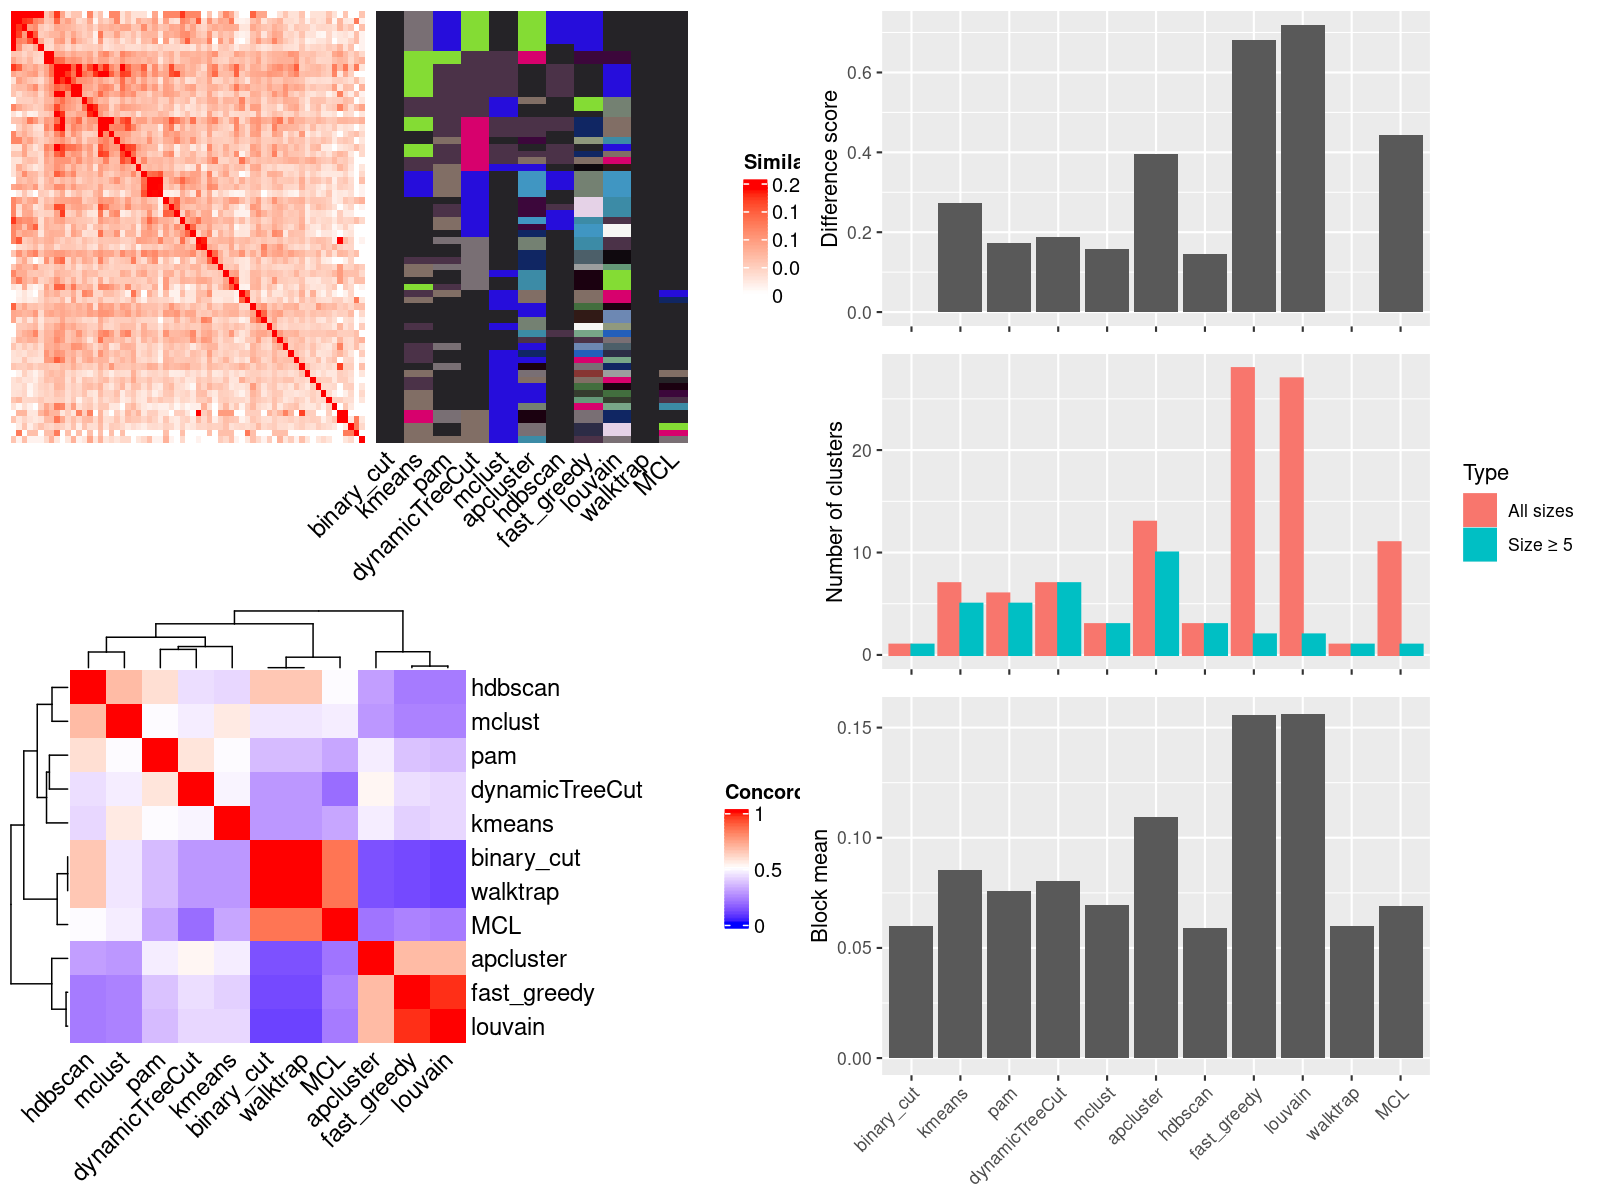 Simila
0.2
0.1
0.1
0.0
0
binary_cut
kmeans
pam
dynamicTreeCut
mclust
apcluster
hdbscan
fast_greedy
louvain
walktrap
MCL
hdbscan
mclust
pam
dynamicTreeCut
kmeans
binary_cut
walktrap
MCL
apcluster
fast_greedy
louvain
hdbscan
mclust
pam
dynamicTreeCut
kmeans
binary_cut
walktrap
MCL
apcluster
fast_greedy
louvain
Concord
1
0.5
0
Difference score
0.6
0.4
0.2
0.0
Number of clusters
20
10
0
Type
All sizes
Size ≥ 5
Block mean
0.15
0.10
0.05
0.00
binary_cut
kmeans
pam
dynamicTreeCut
mclust
apcluster
hdbscan
fast_greedy
louvain
walktrap
MCL